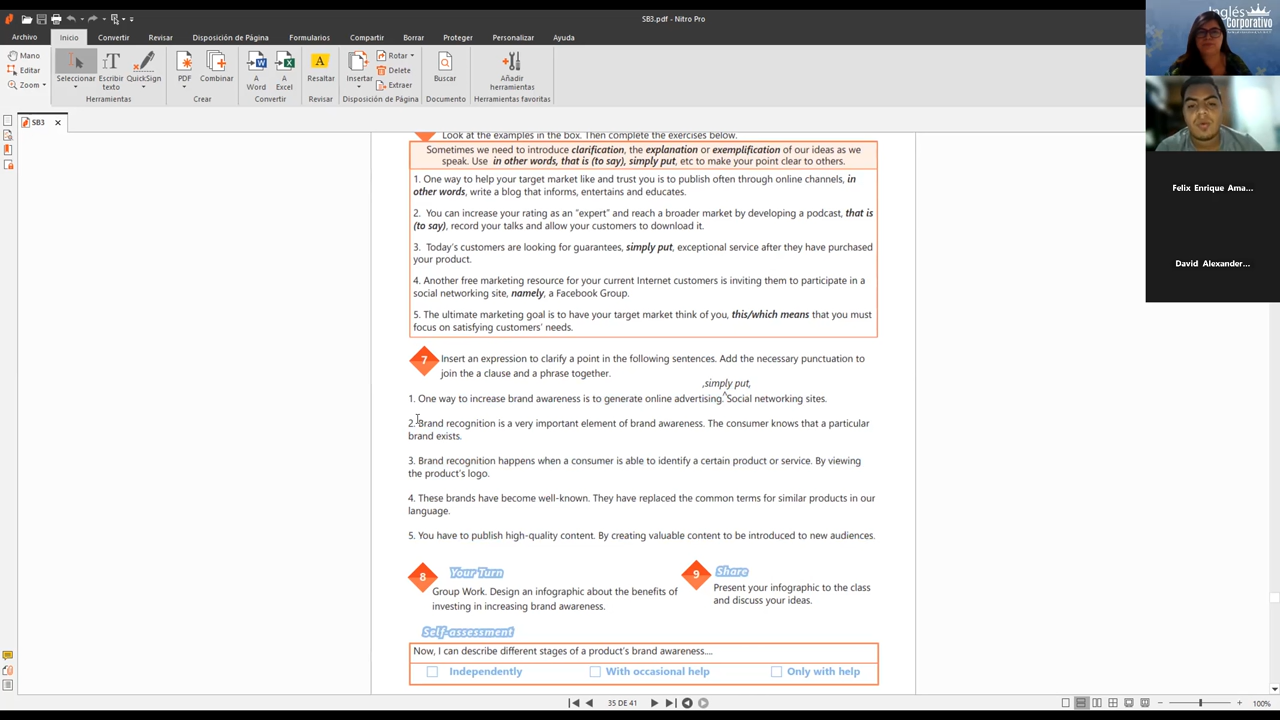 SB3.pdf - Nitro Pro
Archivo
Inicio
Convertir
Revisar
Disposición de Página
Formularios
Compartir
Borrar
Proteger
Personalizar
Ayuda
Mano
Editar
Zoom
Seleccionar
Escribir texto
QuickSign
Herramientas
PDF
Combinar
Crear
A Word
A Excel
Convertir
Resaltar
Revisar
Insertar
Rotar
Delete
Extraer
Disposición de Página
Buscar
Documento
Añadir herramientas
Herramientas favoritas
SB3
Look at the examples in the box. Then complete the exercises below.
Sometimes we need to introduce clarification, the explanation or exemplification of our ideas as we
speak. Use in other words, that is (to say), simply put, etc to make your point clear to others.
1. One way to help your target market like and trust you is to publish often through online channels, in
other words, write a blog that informs, entertains and educates.
2. You can increase your rating as an "expert" and reach a broader market by developing a podcast, that is
(to say), record your talks and allow your customers to download it.
3. Today's customers are looking for guarantees, simply put, exceptional service after they have purchased
your product.
4. Another free marketing resource for your current Internet customers is inviting them to participate in a
social networking site, namely, a Facebook Group.
5. The ultimate marketing goal is to have your target market think of you, this/which means that you must
focus on satisfying customers' needs.
7 Insert an expression to clarify a point in the following sentences. Add the necessary punctuation to
join the a clause and a phrase together.
,simply put,
1. One way to increase brand awareness is to generate online advertising.^Social networking sites.
2. Brand recognition is a very important element of brand awareness. The consumer knows that a particular
brand exists.
3. Brand recognition happens when a consumer is able to identify a certain product or service. By viewing
the product's logo.
4. These brands have become well-known. They have replaced the common terms for similar products in our
language.
5. You have to publish high-quality content. By creating valuable content to be introduced to new audiences.
8 Your Turn
Group Work. Design an infographic about the benefits of
investing in increasing brand awareness.
9 Share
Present your infographic to the class
and discuss your ideas.
Self-assessment
Now, I can describe different stages of a product's brand awareness....
Independently
With occasional help
Only with help
35 DE 41
100%
Inglés
Corporativo
Felix Enrique Ama...
David Alexander...